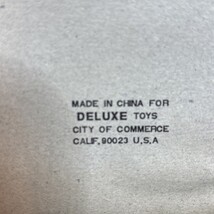 MADE IN CHINA FOR
DELUXE TOYS
CITY OF COMMERCE
CALIF, 90023 U,S,A